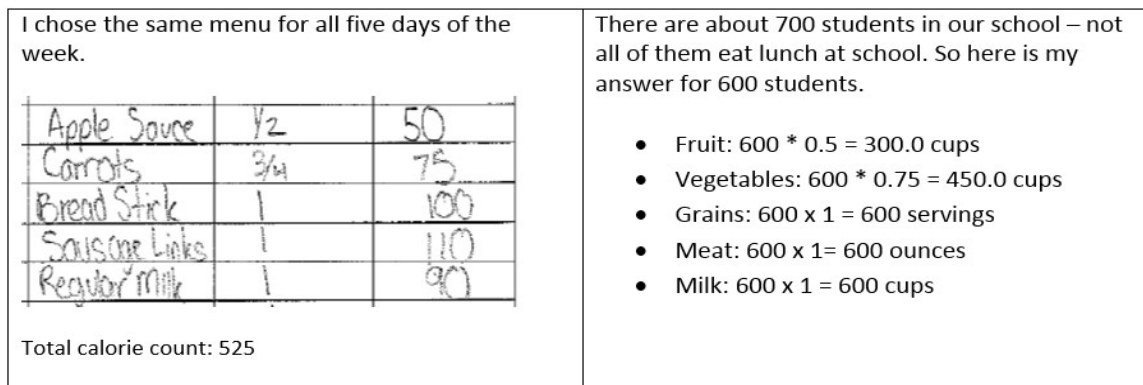 I chose the same menu for all five days of the
week.
Apple Sauce 1/2 50
Carrots 3/4 75
Bread Stick 1 100
Sausage Links 1 110
Regular Milk 1 90
Total calorie count: 525
There are about 700 students in our school – not
all of them eat lunch at school. So here is my
answer for 600 students.
• Fruit: 600 * 0.5 = 300.0 cups
• Vegetables: 600 * 0.75 = 450.0 cups
• Grains: 600 x 1 = 600 servings
• Meat: 600 x 1= 600 ounces
• Milk: 600 x 1 = 600 cups